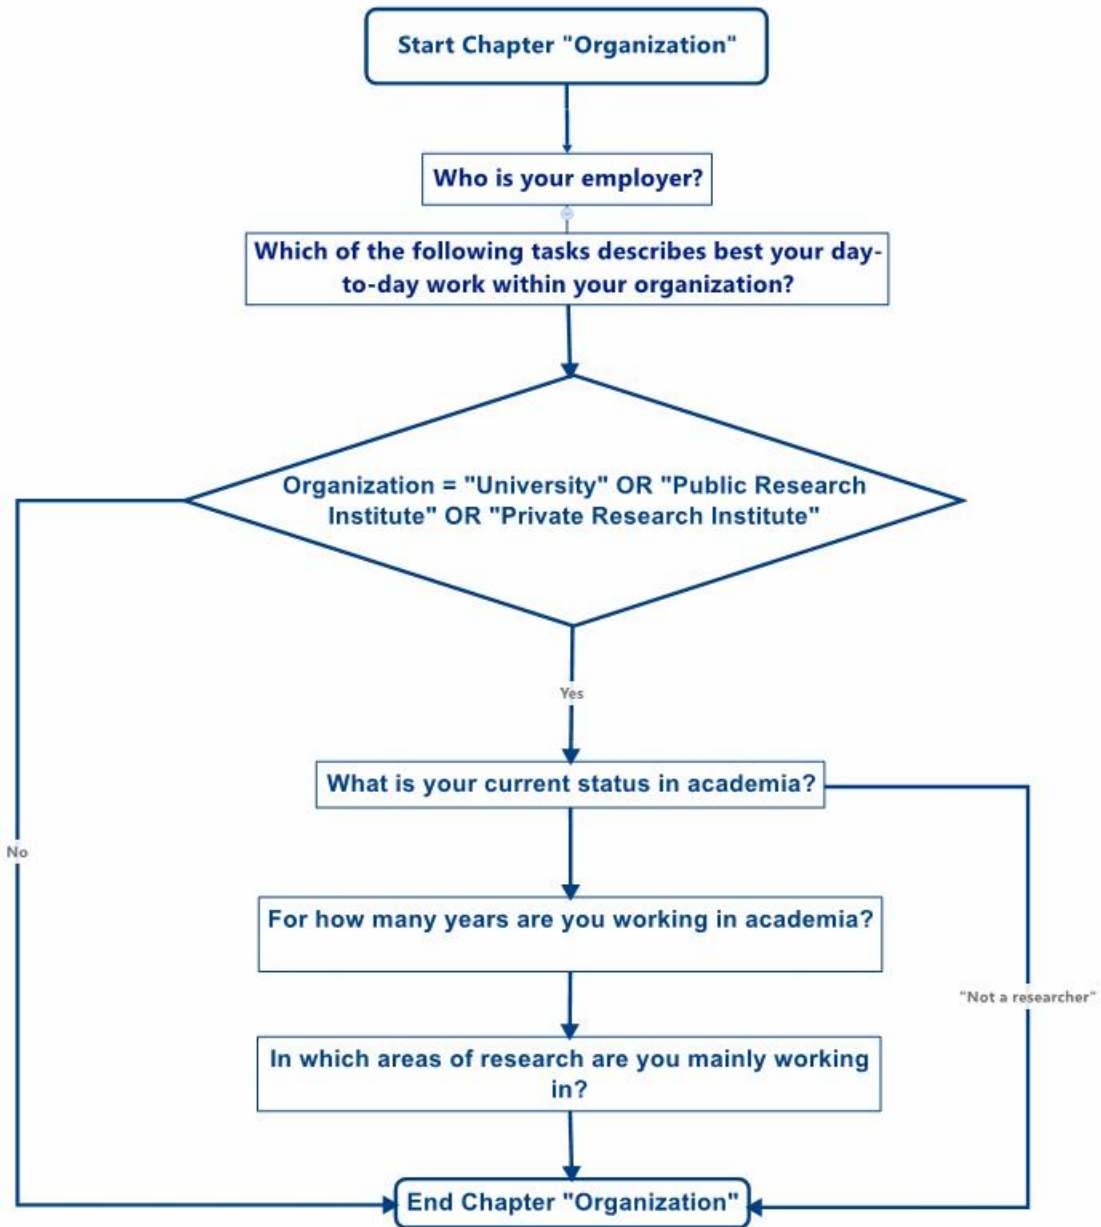 Start Chapter "Organization"
Who is your employer?
Which of the following tasks describes best your day-
to-day work within your organization?
Organization = "University" OR "Public Research
Institute" OR "Private Research Institute"
Yes
What is your current status in academia?
No
For how many years are you working in academia?
"Not a researcher"
In which areas of research are you mainly working
in?
End Chapter "Organization"